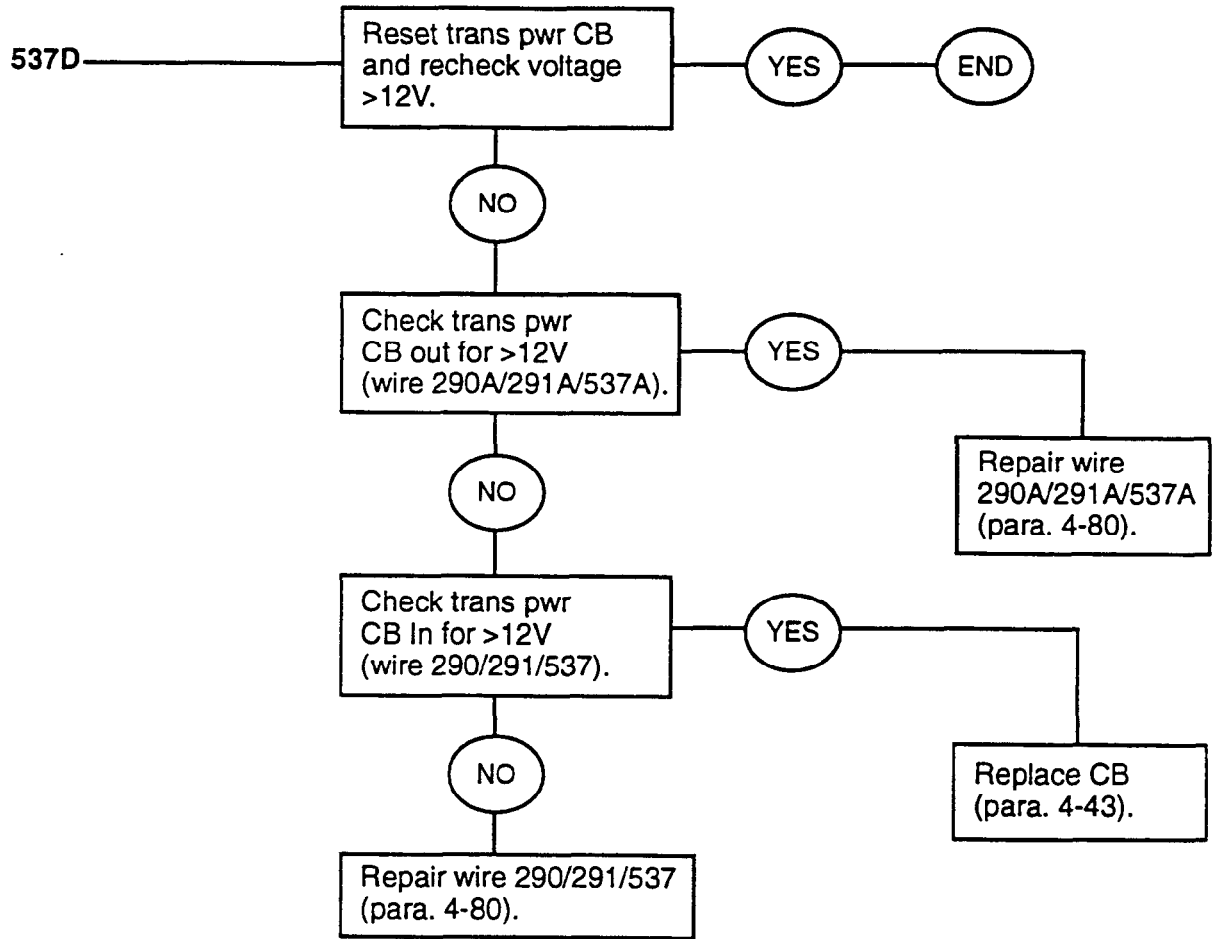 537D
Reset trans pwr CB
and recheck voltage
>12V.
YES
END
NO
Check trans pwr
CB out for >12V
(wire 290A/291A/537A).
YES
Repair wire
290A/291A/537A
(para. 4-80).
NO
Check trans pwr
CB In for >12V
(wire 290/291/537).
YES
Replace CB
(para. 4-43).
NO
Repair wire 290/291/537
(para. 4-80).